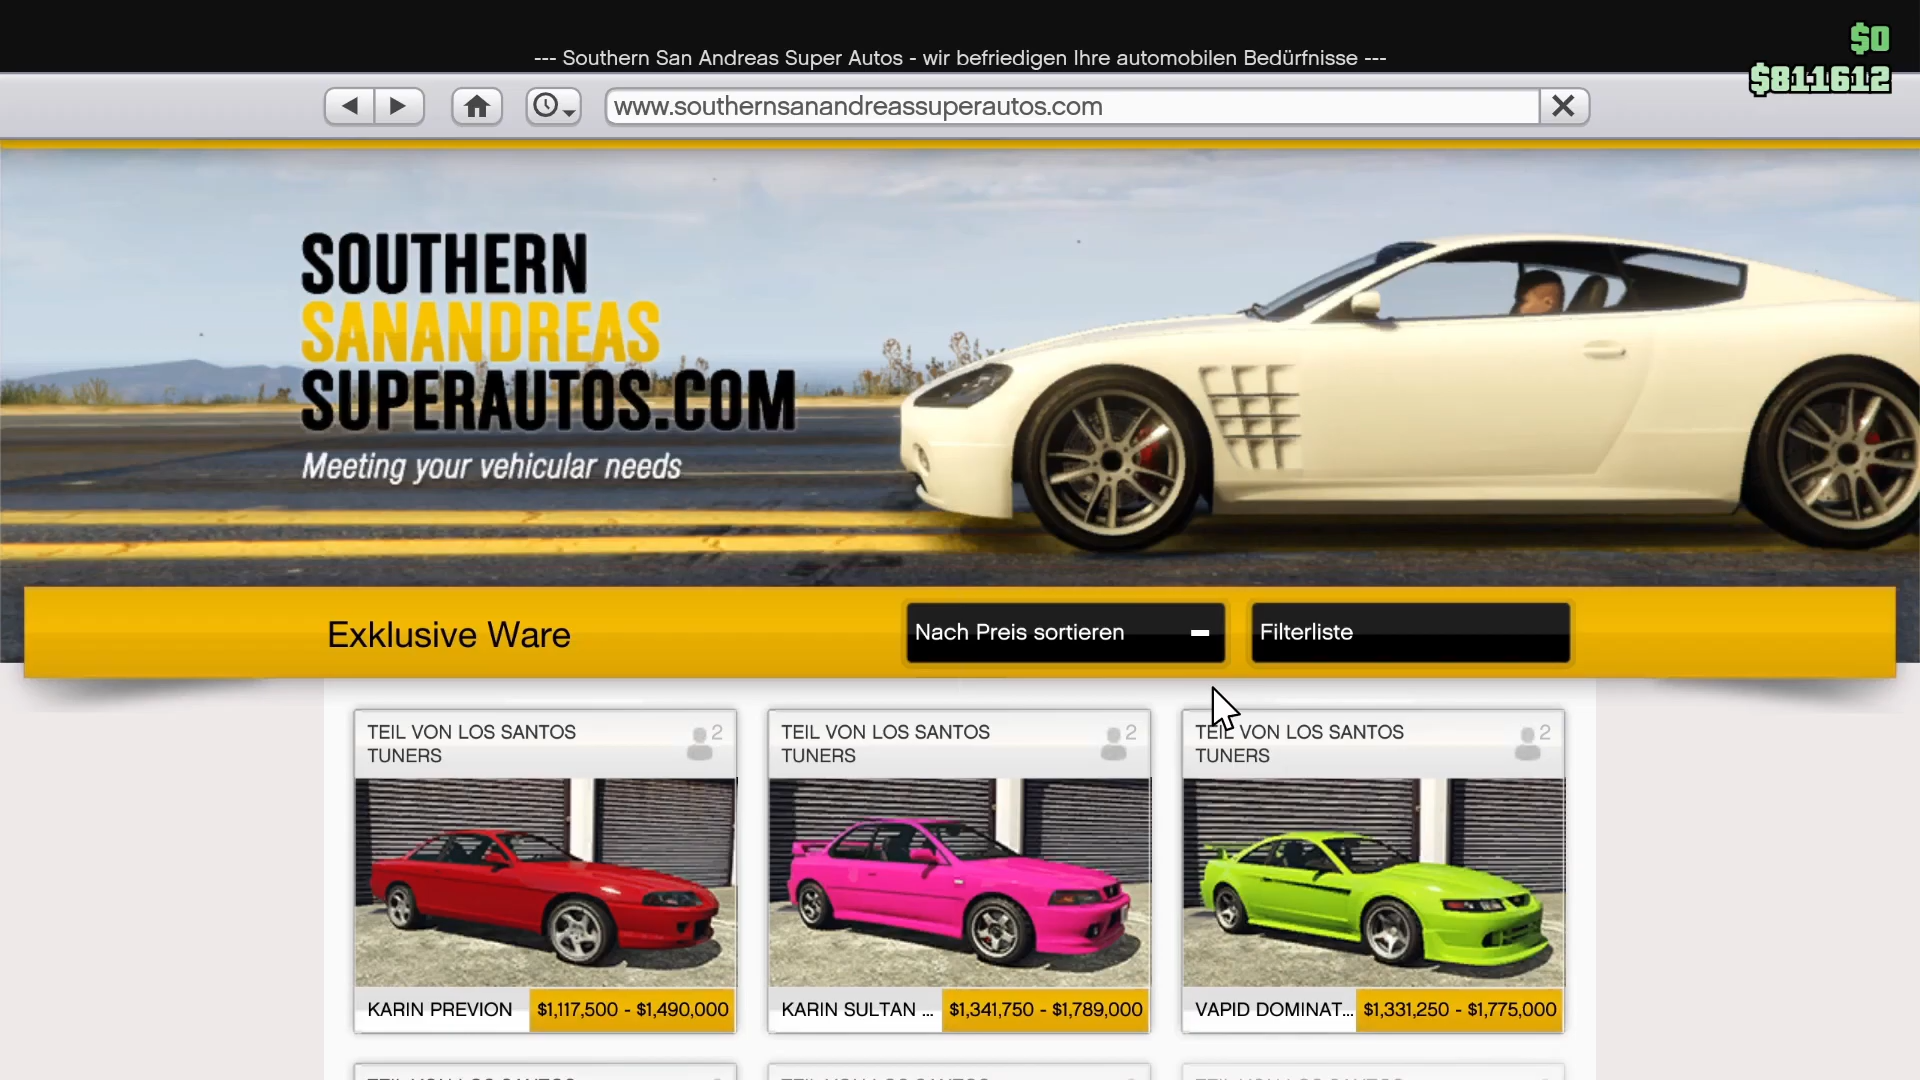 $0
--- Southern San Andreas Super Autos - wir befriedigen Ihre automobilen Bedürfnisse ---
$811612
www.southernsanandreassuperautos.com
SOUTHERN
SANANDREAS
SUPERAUTOS.COM
Meeting your vehicular needs
Exklusive Ware
Nach Preis sortieren
Filterliste
TEIL VON LOS SANTOS
TUNERS
2
TEIL VON LOS SANTOS
TUNERS
2
TEIL VON LOS SANTOS
TUNERS
2
KARIN PREVION
$1,117,500 - $1,490,000
KARIN SULTAN ...
$1,341,750 - $1,789,000
VAPID DOMINAT...
$1,331,250 - $1,775,000